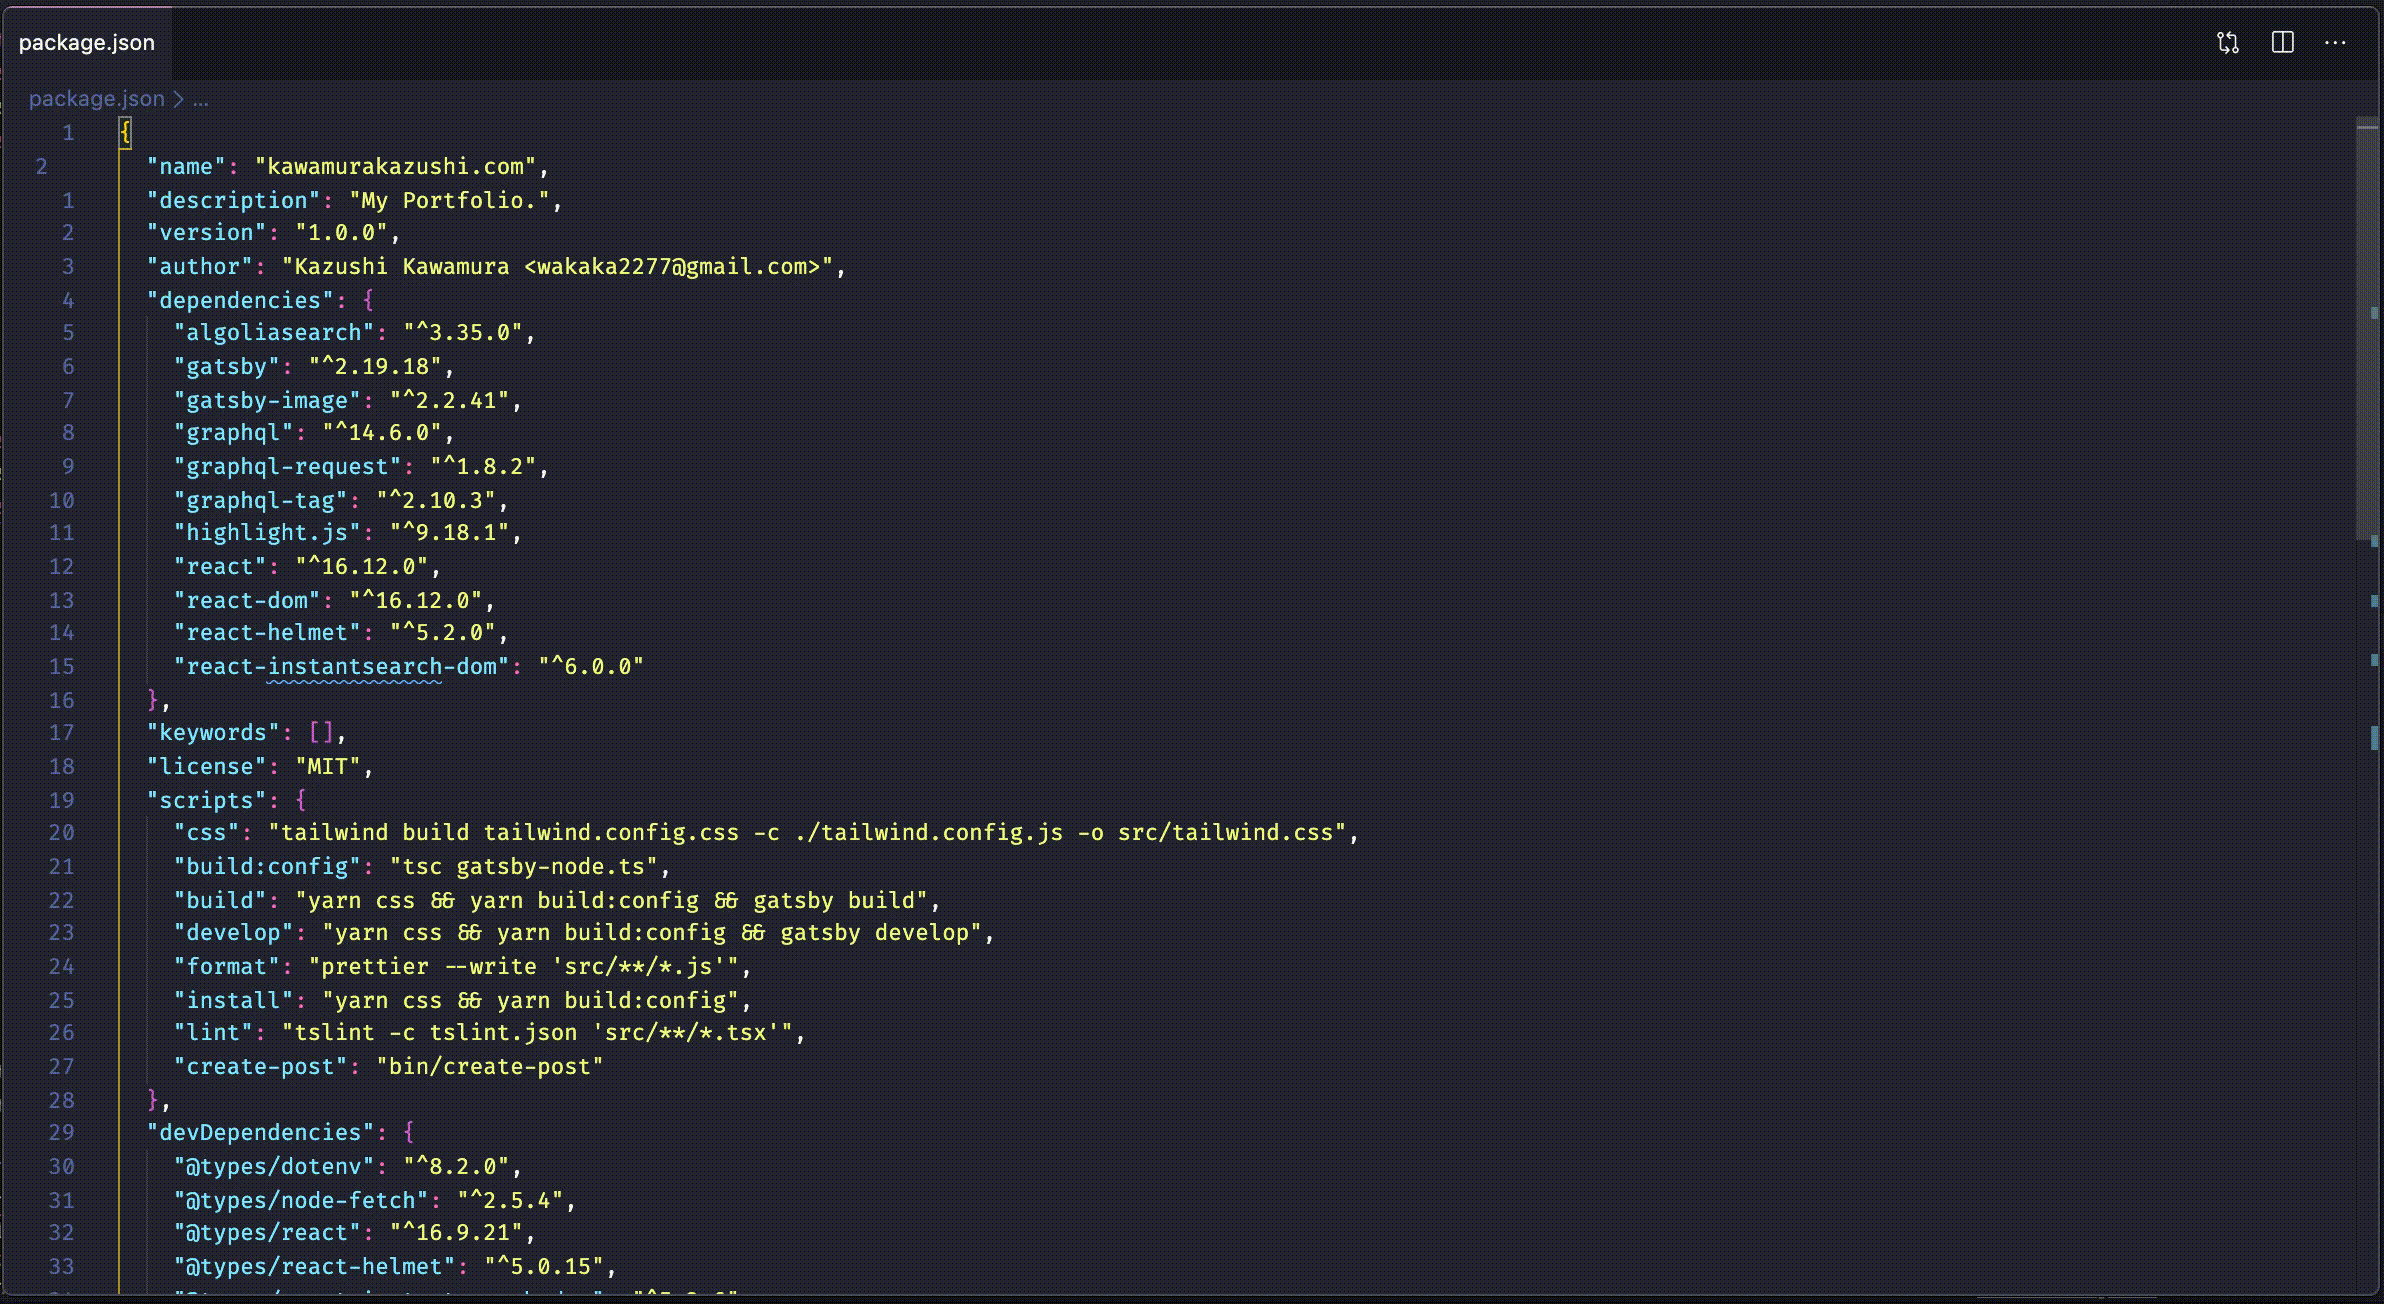 package.json
package.json > ...
1 {
2 "name": "kawamurakazushi.com",
1 "description": "My Portfolio.",
2 "version": "1.0.0",
3 "author": "Kazushi Kawamura <wakaka2277@gmail.com>",
4 "dependencies": {
5 "algoliasearch": "^3.35.0",
6 "gatsby": "^2.19.18",
7 "gatsby-image": "^2.2.41",
8 "graphql": "^14.6.0",
9 "graphql-request": "^1.8.2",
10 "graphql-tag": "^2.10.3",
11 "highlight.js": "^9.18.1",
12 "react": "^16.12.0",
13 "react-dom": "^16.12.0",
14 "react-helmet": "^5.2.0",
15 "react-instantsearch-dom": "^6.0.0"
16 },
17 "keywords": [],
18 "license": "MIT",
19 "scripts": {
20 "css": "tailwind build tailwind.config.css -c ./tailwind.config.js -o src/tailwind.css",
21 "build:config": "tsc gatsby-node.ts",
22 "build": "yarn css && yarn build:config && gatsby build",
23 "develop": "yarn css && yarn build:config && gatsby develop",
24 "format": "prettier --write 'src/**/*.js'",
25 "install": "yarn css && yarn build:config",
26 "lint": "tslint -c tslint.json 'src/**/*.tsx'",
27 "create-post": "bin/create-post"
28 },
29 "devDependencies": {
30 "@types/dotenv": "^8.2.0",
31 "@types/node-fetch": "^2.5.4",
32 "@types/react": "^16.9.21",
33 "@types/react-helmet": "^5.0.15",